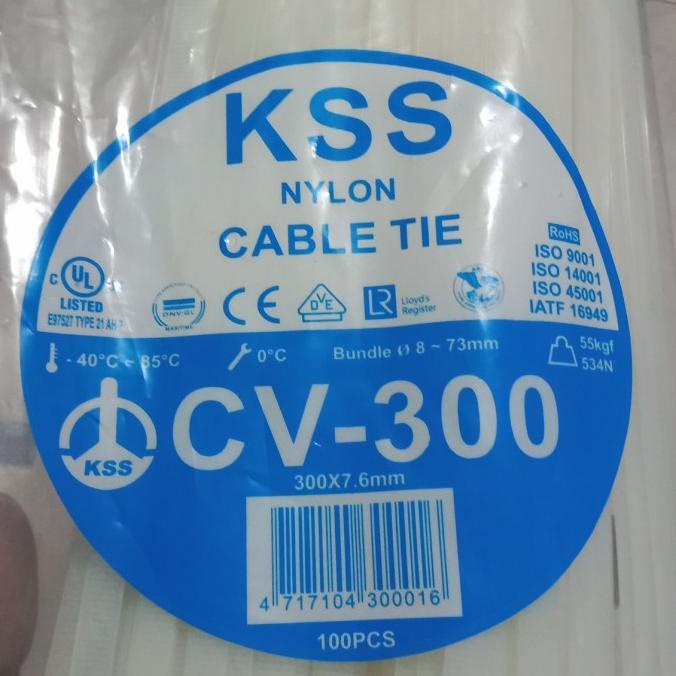 KSS
NYLON
CABLE TIE
C UL
LISTED
E97527 TYPE 21
DNV·GL
MARITIME
CE
DVE
LR Lloyd's
Register
RoHS
ISO 9001
ISO 14001
ISO 45001
IATF 16949
- 40°C ~ 85°C
0°C
Bundle Ø 8 ~ 73mm
55kgf
534N
KSS
CV-300
300X7.6mm
4 717104 300016
100PCS